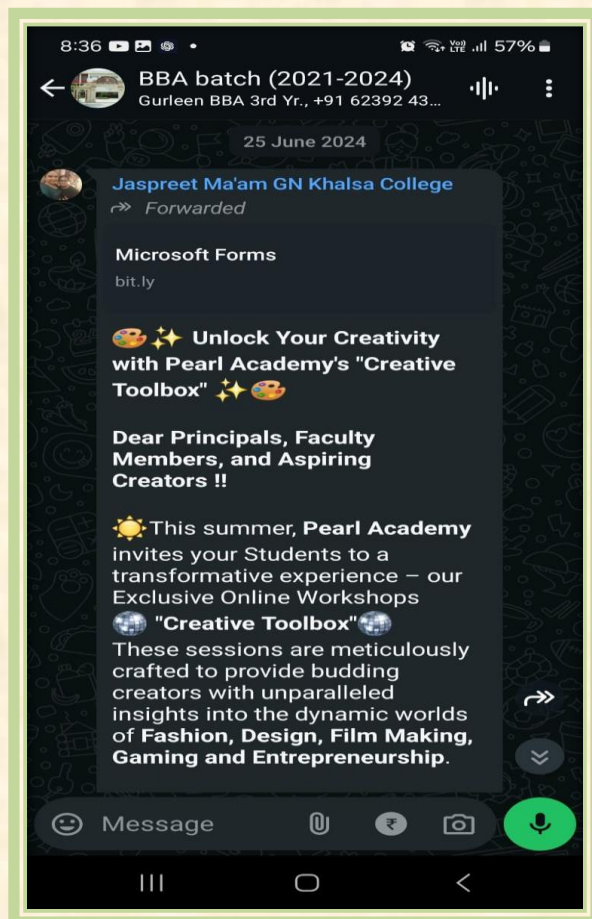 8:36
VoD LTE 57%
BBA batch (2021-2024)
Gurleen BBA 3rd Yr., +91 62392 43...
25 June 2024
Jaspreet Ma'am GN Khalsa College
Forwarded
Microsoft Forms
bit.ly
🎨✨ Unlock Your Creativity
with Pearl Academy's "Creative
Toolbox" ✨🎨
Dear Principals, Faculty
Members, and Aspiring
Creators !!
☀️This summer, Pearl Academy
invites your Students to a
transformative experience – our
Exclusive Online Workshops
🪩 "Creative Toolbox"🪩
These sessions are meticulously
crafted to provide budding
creators with unparalleled
insights into the dynamic worlds
of Fashion, Design, Film Making,
Gaming and Entrepreneurship.
Message
₹